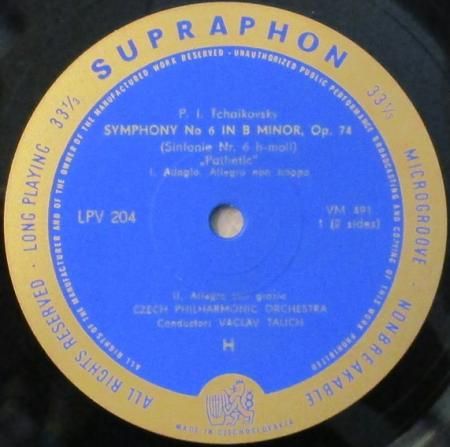 SUPRAPHON
ALL RIGHTS RESERVED · LONG PLAYING 33⅓
33⅓ MICROGROOVE · NONBREAKABLE
ALL RIGHTS OF THE MANUFACTURER AND OF THE OWNER OF THE MANUFACTURED WORK RESERVED - UNAUTHORIZED PUBLIC PERFORMANCE BROADCASTING AND COPYING OF THIS WORK PROHIBITED
P. I. Tchaikovsky
SYMPHONY No 6 IN B MINOR, Op. 74
(Sinfonie Nr. 6 h-moll)
„Pathetic"
I. Adagio. Allegro non troppo
LPV 204
VM 491
1 (2 sides)
II. Allegro con grazia
CZECH PHILHARMONIC ORCHESTRA
Conductor: VACLAV TALICH
H
MADE IN CZECHOSLOVAKIA